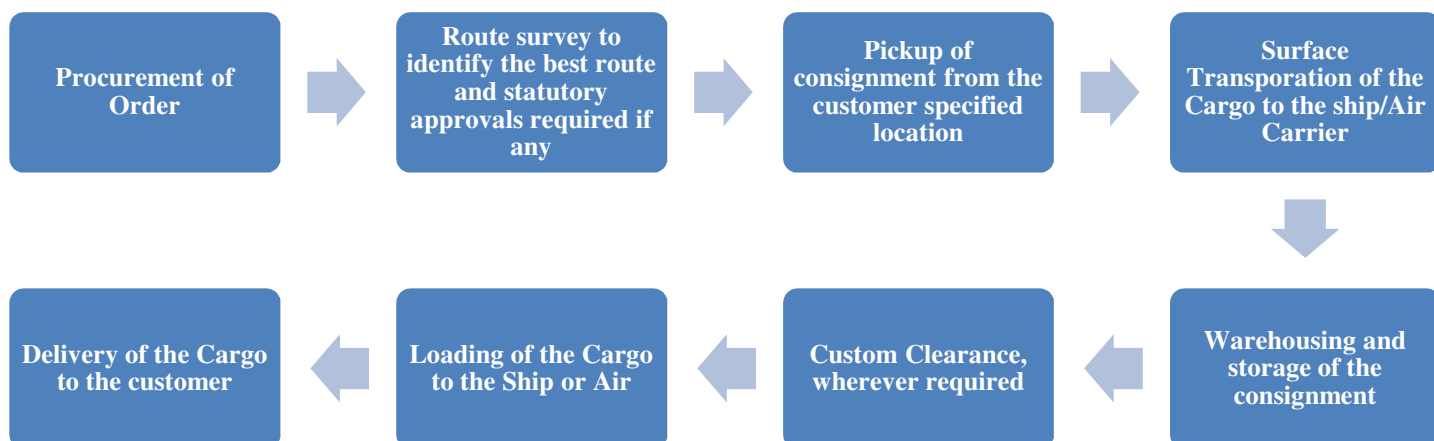 Procurement of
Order
Route survey to
identify the best route
and statutory
approvals required if
any
Pickup of
consignment from the
customer specified
location
Surface
Transporation of the
Cargo to the ship/Air
Carrier
Warehousing and
storage of the
consignment
Custom Clearance,
wherever required
Loading of the Cargo
to the Ship or Air
Delivery of the Cargo
to the customer